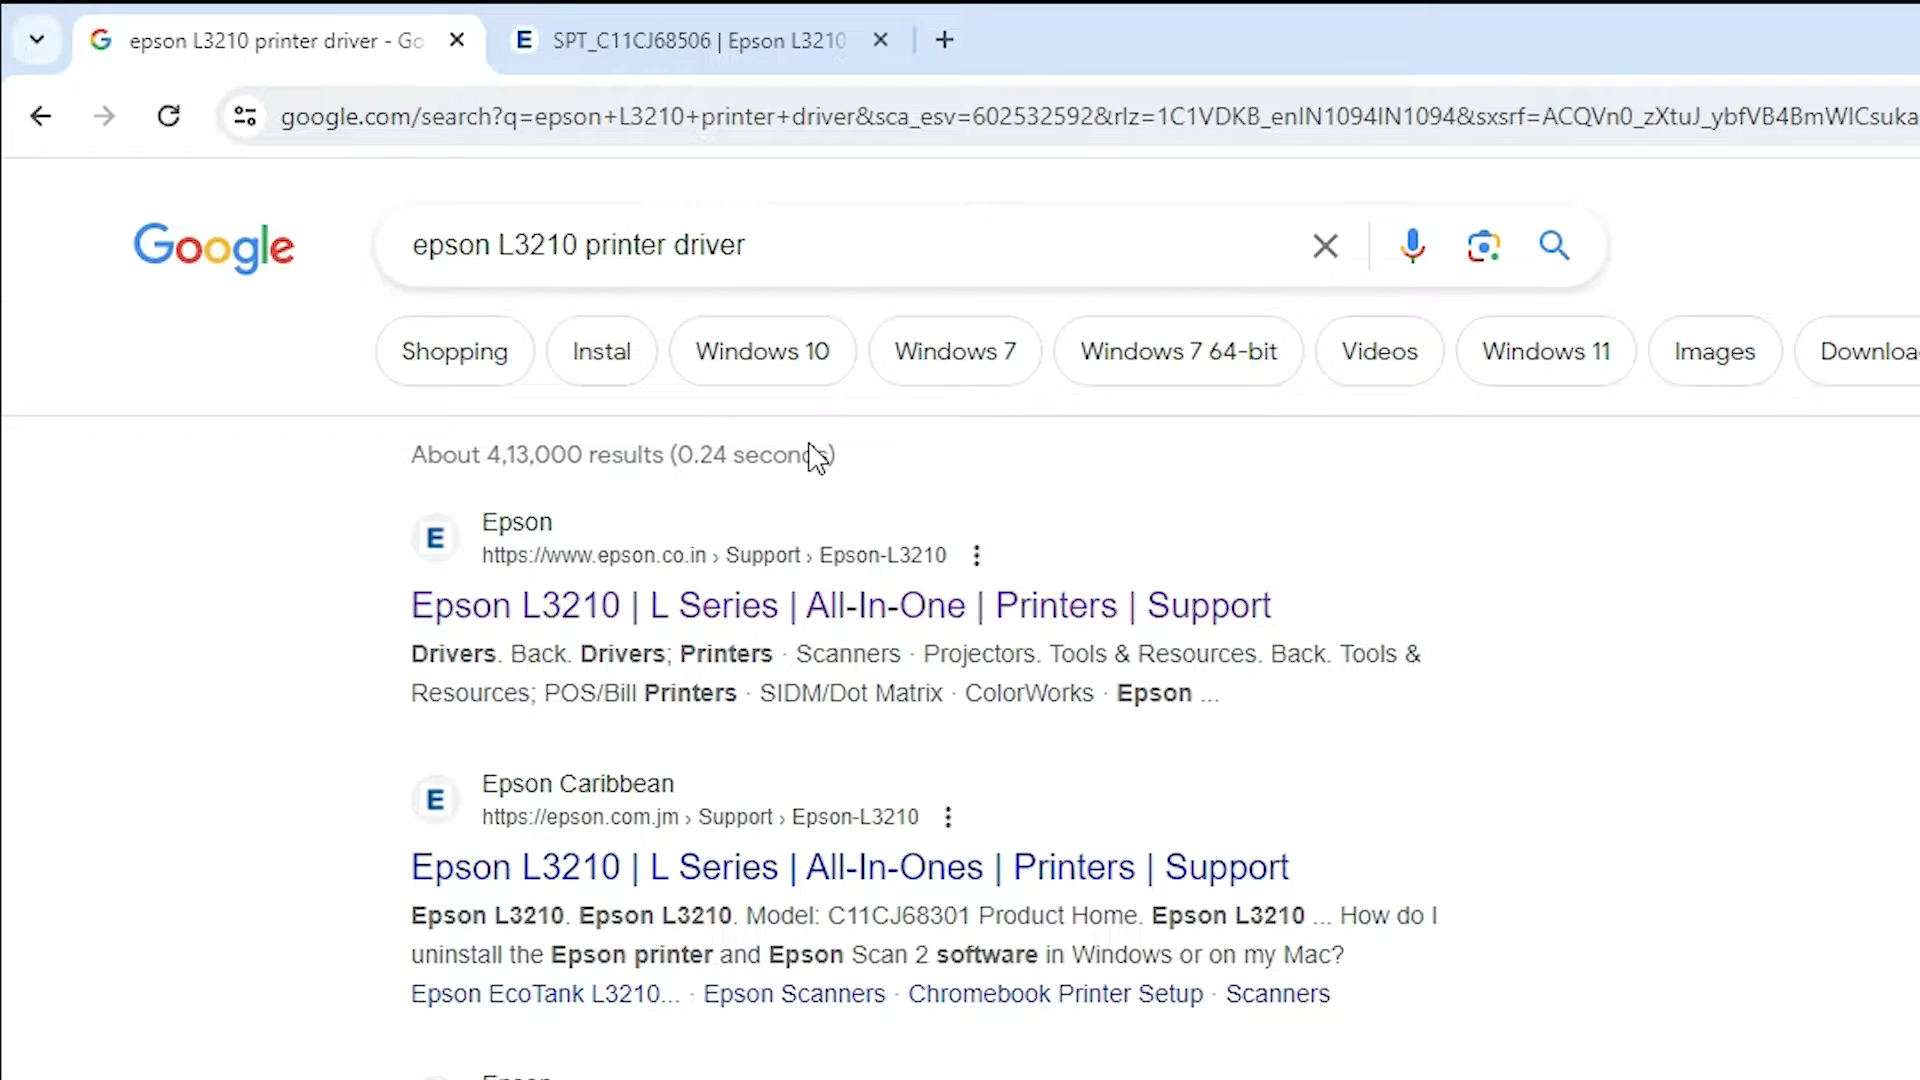 epson L3210 printer driver - Go
SPT_C11CJ68506 | Epson L3210
google.com/search?q=epson+L3210+printer+driver&sca_esv=602532592&rlz=1C1VDKB_enIN1094IN1094&sxsrf=ACQVn0_zXtuJ_ybfVB4BmWICsuka
Google
epson L3210 printer driver
Shopping
Instal
Windows 10
Windows 7
Windows 7 64-bit
Videos
Windows 11
Images
Downloa
About 4,13,000 results (0.24 seconds)
Epson
https://www.epson.co.in › Support › Epson-L3210
Epson L3210 | L Series | All-In-One | Printers | Support
Drivers. Back. Drivers; Printers · Scanners · Projectors. Tools & Resources. Back. Tools &
Resources; POS/Bill Printers · SIDM/Dot Matrix · ColorWorks · Epson ...
Epson Caribbean
https://epson.com.jm › Support › Epson-L3210
Epson L3210 | L Series | All-In-Ones | Printers | Support
Epson L3210. Epson L3210. Model: C11CJ68301 Product Home. Epson L3210 ... How do I
uninstall the Epson printer and Epson Scan 2 software in Windows or on my Mac?
Epson EcoTank L3210... · Epson Scanners · Chromebook Printer Setup · Scanners